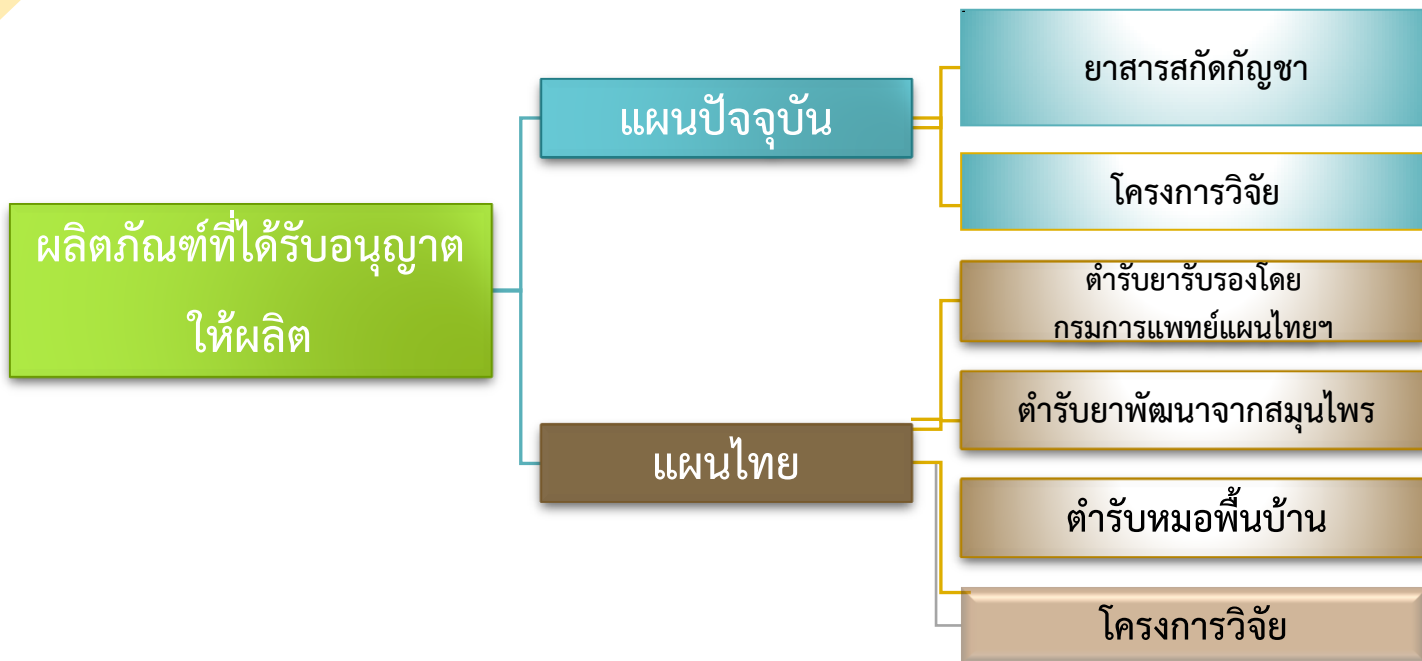 ผลิตภัณฑ์ที่ได้รับอนุญาต
ให้ผลิต
แผนปัจจุบัน
ยาสารสกัดกัญชา
โครงการวิจัย
แผนไทย
ตำรับยารับรองโดย
กรมการแพทย์แผนไทยฯ
ตำรับยาพัฒนาจากสมุนไพร
ตำรับหมอพื้นบ้าน
โครงการวิจัย